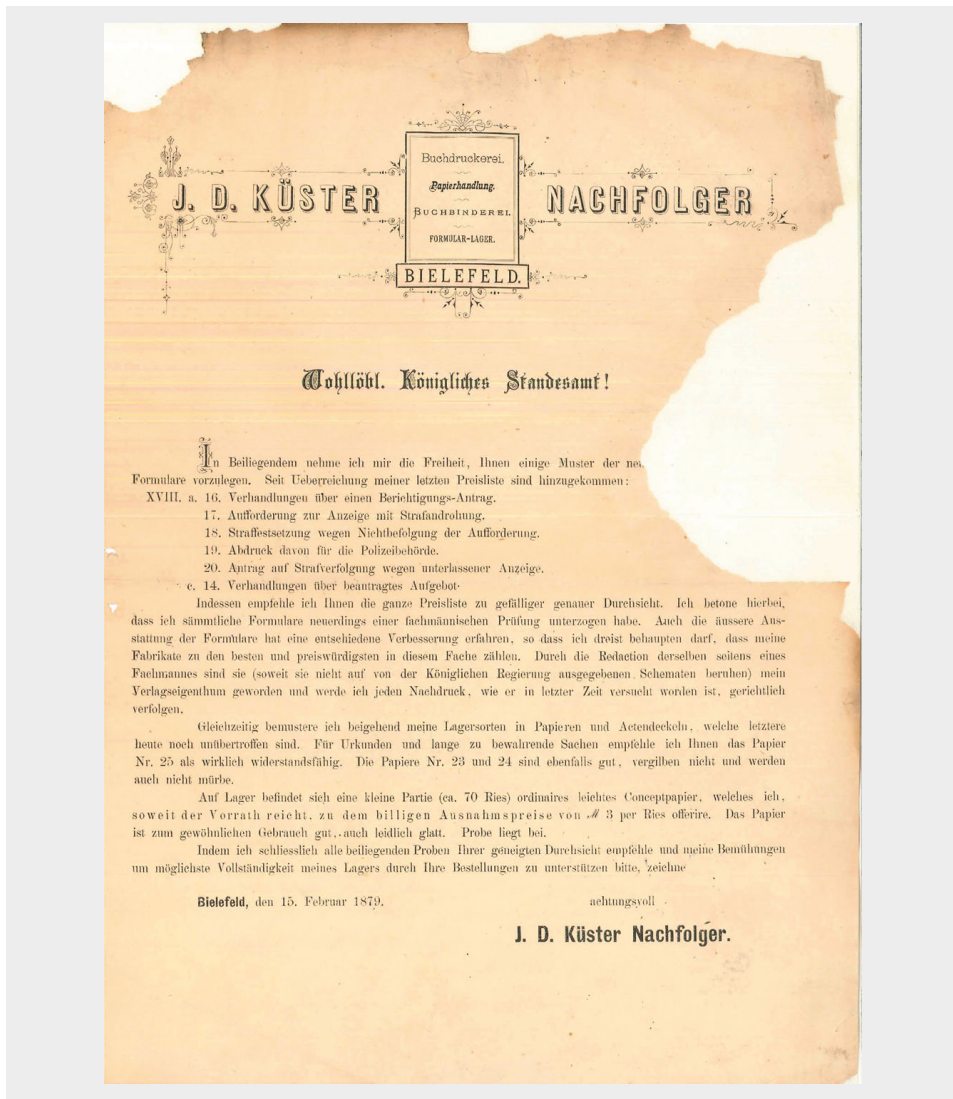 Buchdruckerei.
Papierhandlung.
BUCHBINDEREI.
FORMULAR-LAGER.
J. D. KÜSTER NACHFOLGER
BIELEFELD.
Wohllöbl. Königliches Standesamt!
In Beiliegendem nehme ich mir die Freiheit, Ihnen einige Muster der
Formulare vorzulegen. Seit Ueberreichung meiner letzten Preisliste sind hinzugekommen:
XVIII. a. 16. Verhandlungen über einen Berichtigungs-Antrag.
17. Aufforderung zur Anzeige mit Strafandrohung.
18. Straffestsetzung wegen Nichtbefolgung der Aufforderung.
19. Abdruck davon für die Polizeibehörde.
20. Antrag auf Strafverfolgung wegen unterlassener Anzeige.
c. 14. Verhandlungen über beantragtes Aufgebot.
Indessen empfehle ich Ihnen die ganze Preisliste zu gefälliger genauer Durchsicht. Ich betone hierbei,
dass ich sämmtliche Formulare neuerdings einer fachmännischen Prüfung unterzogen habe. Auch die äussere Aus-
stattung der Formulare hat eine entschiedene Verbesserung erfahren, so dass ich dreist behaupten darf, dass meine
Fabrikate zu den besten und preiswürdigsten in diesem Fache zählen. Durch die Redaction derselben seitens eines
Fachmannes sind sie (soweit sie nicht auf von der Königlichen Regierung ausgegebenen Schematen beruhen) mein
Verlagseigenthum geworden und werde ich jeden Nachdruck, wie er in letzter Zeit versucht worden ist, gerichtlich
verfolgen.
Gleichzeitig bemustere ich beigehend meine Lagersorten in Papieren und Actendeckeln, welche letztere
heute noch unübertroffen sind. Für Urkunden und lange zu bewahrende Sachen empfehle ich Ihnen das Papier
Nr. 25 als wirklich widerstandsfähig. Die Papiere Nr. 23 und 24 sind ebenfalls gut, vergilben nicht und werden
auch nicht mürbe.
Auf Lager befindet sich eine kleine Partie (ca. 70 Ries) ordinaires leichtes Conceptpapier, welches ich,
soweit der Vorrath reicht, zu dem billigen Ausnahmspreise von M 3 per Ries offerire. Das Papier
ist zum gewöhnlichen Gebrauch gut, auch leidlich glatt. Probe liegt bei.
Indem ich schliesslich alle beiliegenden Proben Ihrer geneigten Durchsicht empfehle und meine Bemühungen
um möglichste Vollständigkeit meines Lagers durch Ihre Bestellungen zu unterstützen bitte, zeichne
Bielefeld, den 15. Februar 1879. achtungsvoll
J. D. Küster Nachfolger.